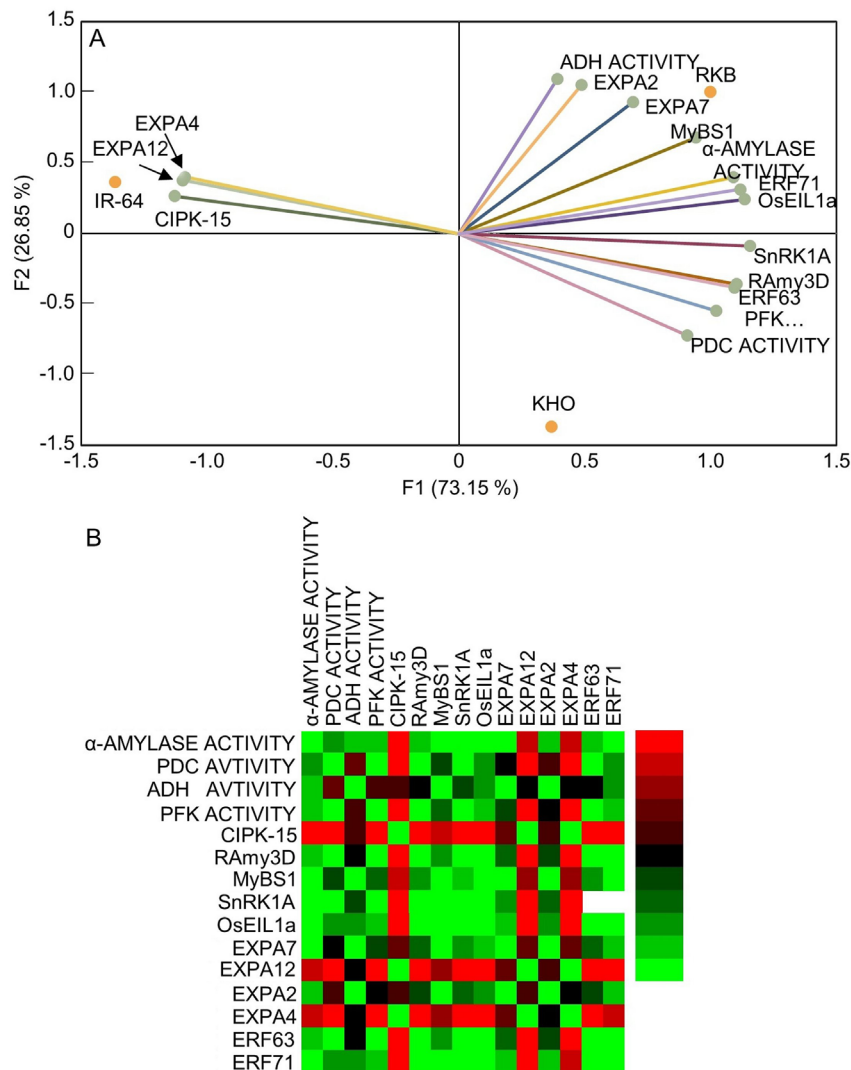 A
1.5
1.0
0.5
0
-0.5
-1.0
-1.5
F2 (26.85 %)
ADH ACTIVITY
RKB
EXPA2
EXPA7
EXPA4
MyBS1
EXPA12
α-AMYLASE
ACTIVITY
ERF71
IR-64
OsEIL1a
CIPK-15
SnRK1A
RAmy3D
ERF63
PFK…
PDC ACTIVITY
KHO
-1.5 -1.0 -0.5 0 0.5 1.0 1.5
F1 (73.15 %)
B
α-AMYLASE ACTIVITY
PDC ACTIVITY
ADH ACTIVITY
PFK ACTIVITY
CIPK-15
RAmy3D
MyBS1
SnRK1A
OsEIL1a
EXPA7
EXPA12
EXPA2
EXPA4
ERF63
ERF71
α-AMYLASE ACTIVITY
PDC AVTIVITY
ADH AVTIVITY
PFK ACTIVITY
CIPK-15
RAmy3D
MyBS1
SnRK1A
OsEIL1a
EXPA7
EXPA12
EXPA2
EXPA4
ERF63
ERF71